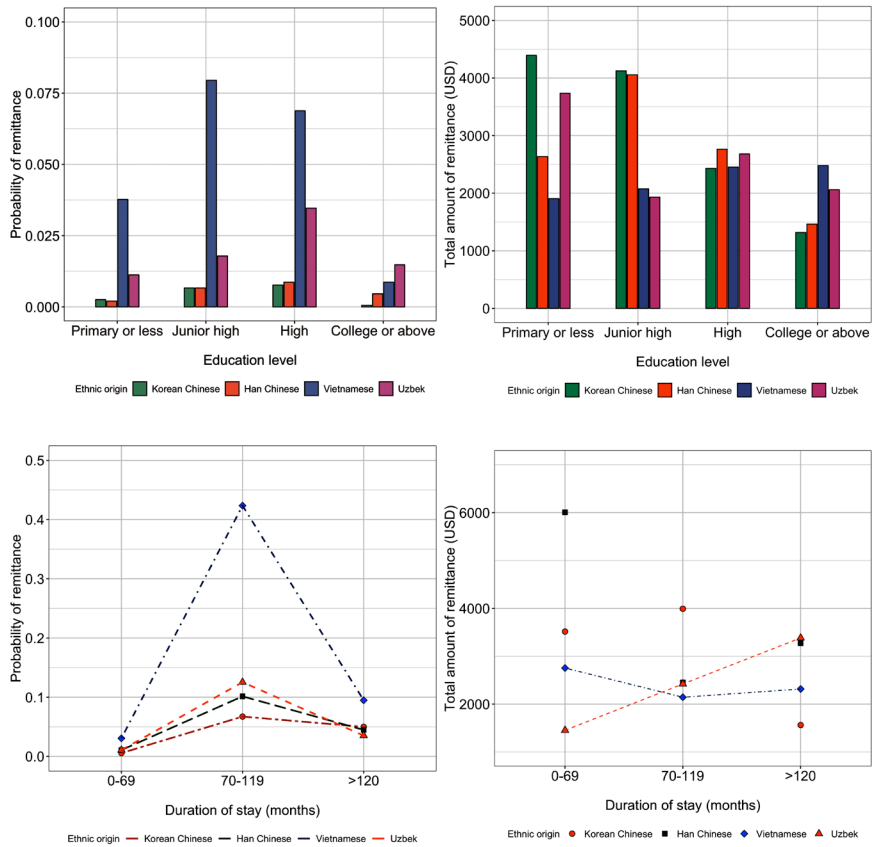 0.100
0.075
0.050
0.025
0.000
Probability of remittance
Primary or less Junior high High College or above
Education level
Ethnic origin Korean Chinese Han Chinese Vietnamese Uzbek
5000
4000
3000
2000
1000
0
Total amount of remittance (USD)
Primary or less Junior high High College or above
Education level
Ethnic origin Korean Chinese Han Chinese Vietnamese Uzbek
0.5
0.4
0.3
0.2
0.1
0.0
Probability of remittance
0-69 70-119 >120
Duration of stay (months)
Ethnic origin Korean Chinese Han Chinese Vietnamese Uzbek
6000
4000
2000
Total amount of remittance (USD)
0-69 70-119 >120
Duration of stay (months)
Ethnic origin Korean Chinese Han Chinese Vietnamese Uzbek